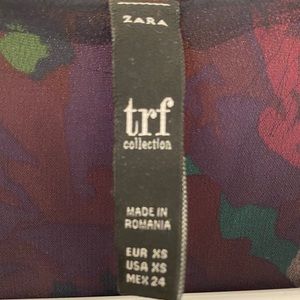 ZARA
trf
collection
MADE IN
ROMANIA
EUR XS
USA XS
MEX 24